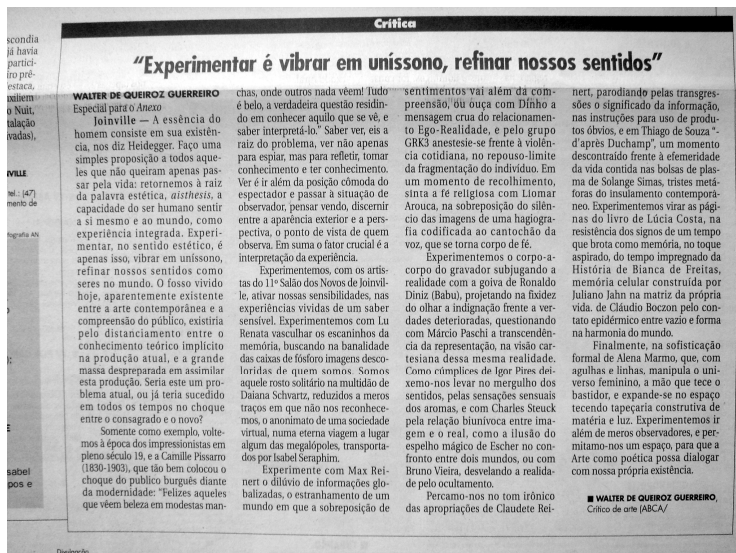 scondia
já havia
partici-
iro prê-
estaca,
uxiliem
o Nuit,
talação
ivadas),
NVILLE
tel.: (47)
mento de
ografia AN
sabel
pos e
Crítica
“Experimentar é vibrar em uníssono, refinar nossos sentidos”
WALTER DE QUEIROZ GUERREIRO
Especial para o Anexo
Joinville — A essência do
homem consiste em sua existên-
cia, nos diz Heidegger. Faço uma
simples proposição a todos aque-
les que não queiram apenas pas-
sar pela vida: retornemos à raiz
da palavra estética, aisthesis, a
capacidade do ser humano sentir
a si mesmo e ao mundo, como
experiência integrada. Experi-
mentar, no sentido estético, é
apenas isso, vibrar em uníssono,
refinar nossos sentidos como
seres no mundo. O fosso vivido
hoje, aparentemente existente
entre a arte contemporânea e a
compreensão do público, existiria
pelo distanciamento entre o
conhecimento teórico implícito
na produção atual, e a grande
massa despreparada em assimilar
esta produção. Seria este um pro-
blema atual, ou já teria sucedido
em todos os tempos no choque
entre o consagrado e o novo?
Somente como exemplo, volte-
mos à época dos impressionistas em
pleno século 19, e a Camille Pissarro
(1830-1903), que tão bem colocou o
choque do publico burguês diante
da modernidade: “Felizes aqueles
que vêem beleza em modestas man-
chas, onde outros nada vêem! Tudo
é belo, a verdadeira questão residin-
do em conhecer aquilo que se vê, e
saber interpretá-lo.” Saber ver, eis a
raiz do problema, ver não apenas
para espiar, mas para refletir, tomar
conhecimento e ter conhecimento.
Ver é ir além da posição cômoda do
espectador e passar à situação de
observador, pensar vendo, discernir
entre a aparência exterior e a perspe-
ctiva, o ponto de vista de quem
observa. Em suma o fator crucial é a
interpretação da experiência.
Experimentemos, com os artis-
tas do 11º Salão dos Novos de Joinvil-
le, ativar nossas sensibilidades, nas
experiências vividas de um saber
sensível. Experimentemos com Lu
Renata vasculhar os escaninhos da
memória, buscando na banalidade
das caixas de fósforo imagens desco-
loridas de quem somos. Somos
aquele rosto solitário na multidão de
Daiana Schvartz, reduzidos a meros
traços em que não nos reconhece-
mos, o anonimato de uma sociedade
virtual, numa eterna viagem a lugar
algum das megalópoles, transporta-
dos por Isabel Seraphim.
Experimente com Max Rei-
nert o dilúvio de informações glo-
balizadas, o estranhamento de um
mundo em que a sobreposição de
sentimentos vai além da com-
preensão, ou ouça com Dinho a
mensagem crua do relacionamen-
to Ego-Realidade, e pelo grupo
GRK3 anestesie-se frente à violên-
cia cotidiana, no repouso-limite
da fragmentação do indivíduo. Em
um momento de recolhimento,
sinta a fé religiosa com Liomar
Arouca, na sobreposição do silên-
cio das imagens de uma hagiogra-
fia codificada ao cantochão da
voz, que se torna corpo de fé.
Experimentemos o corpo-a-
corpo do gravador subjugando a
realidade com a goiva de Ronaldo
Diniz (Babu), projetando na fixidez
do olhar a indignação frente a ver-
dades deterioradas, questionando
com Márcio Paschi a transcendên-
cia da representação, na visão car-
tesiana dessa mesma realidade.
Como cúmplices de Igor Pires dei-
xemo-nos levar no mergulho dos
sentidos, pelas sensações sensuais
dos aromas, e com Charles Steuck
pela relação biunívoca entre ima-
gem e o real, como a ilusão do
espelho mágico de Escher no con-
fronto entre dois mundos, ou com
Bruno Vieira, desvelando a realida-
de pelo ocultamento.
Percamo-nos no tom irônico
das apropriações de Claudete Rei-
nert, parodiando pelas transgres-
sões o significado da informação,
nas instruções para uso de produ-
tos óbvios, e em Thiago de Souza “-
d’après Duchamp”, um momento
descontraído frente à efemeridade
da vida contida nas bolsas de plas-
ma de Solange Simas, tristes metáf-
oras do insulamento contemporâ-
neo. Experimentemos virar as pági-
nas do livro de Lúcia Costa, na
resistência dos signos de um tempo
que brota como memória, no toque
aspirado, do tempo impregnado da
História de Bianca de Freitas,
memória celular construída por
Juliano Jahn na matriz da própria
vida. de Cláudio Boczon pelo con-
tato epidérmico entre vazio e forma
na harmonia do mundo.
Finalmente, na sofisticação
formal de Alena Marmo, que, com
agulhas e linhas, manipula o uni-
verso feminino, a mão que tece o
bastidor, e expande-se no espaço
tecendo tapeçaria construtiva de
matéria e luz. Experimentemos ir
além de meros observadores, e per-
mitamo-nos um espaço, para que a
Arte como poética possa dialogar
com nossa própria existência.
■ WALTER DE QUEIROZ GUERREIRO,
Crítico de arte (ABCA/
Divulgação